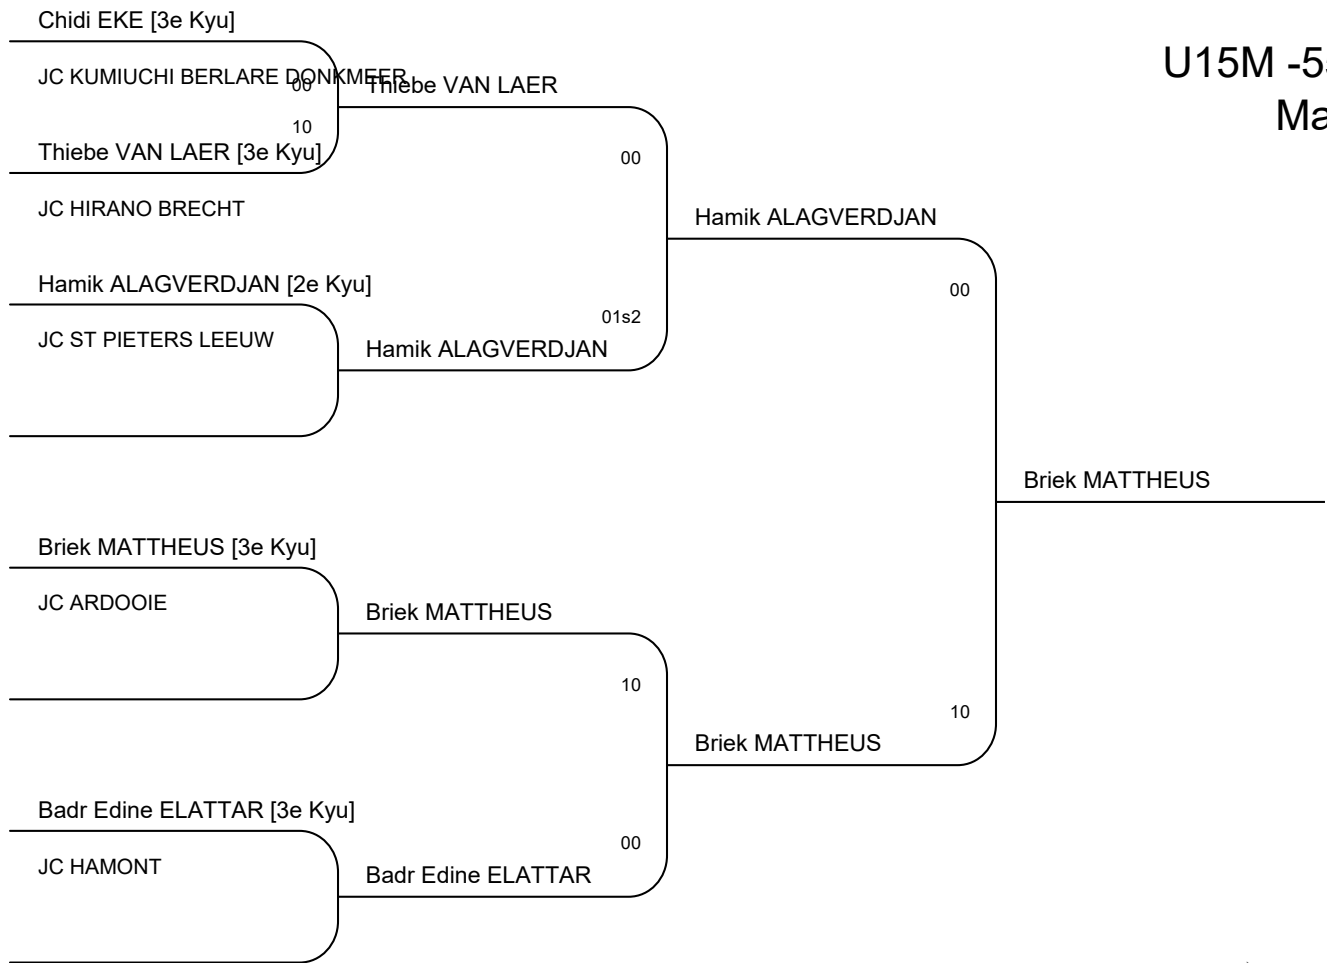 Chidi EKE [3e Kyu]
JC KUMIUCHI BERLARE DONKMEER
00
10
Thiebe VAN LAER [3e Kyu]
JC HIRANO BRECHT
Hamik ALAGVERDJAN [2e Kyu]
JC ST PIETERS LEEUW
Briek MATTHEUS [3e Kyu]
JC ARDOOIE
Badr Edine ELATTAR [3e Kyu]
JC HAMONT
Thiebe VAN LAER
00
01s2
Hamik ALAGVERDJAN
Briek MATTHEUS
10
00
Badr Edine ELATTAR
Hamik ALAGVERDJAN
00
10
Briek MATTHEUS
Briek MATTHEUS
U15M
Ma